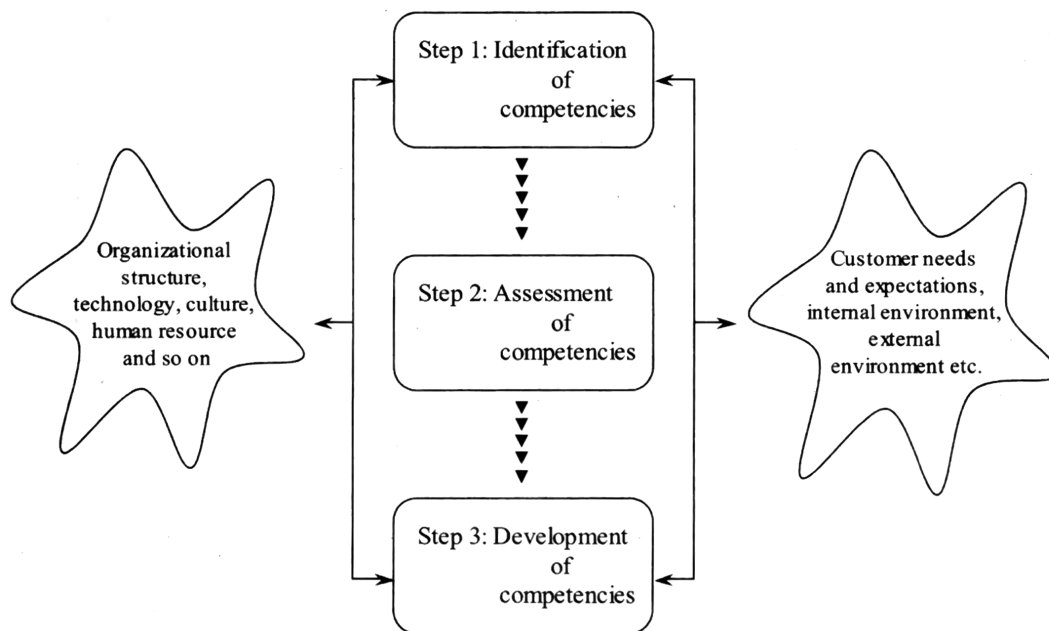 Step 1: Identification
of
competencies
Organizational
structure,
technology, culture,
human resource
and so on
Step 2: Assessment
of
competencies
Customer needs
and expectations,
internal environment,
external
environment etc.
Step 3: Development
of
competencies